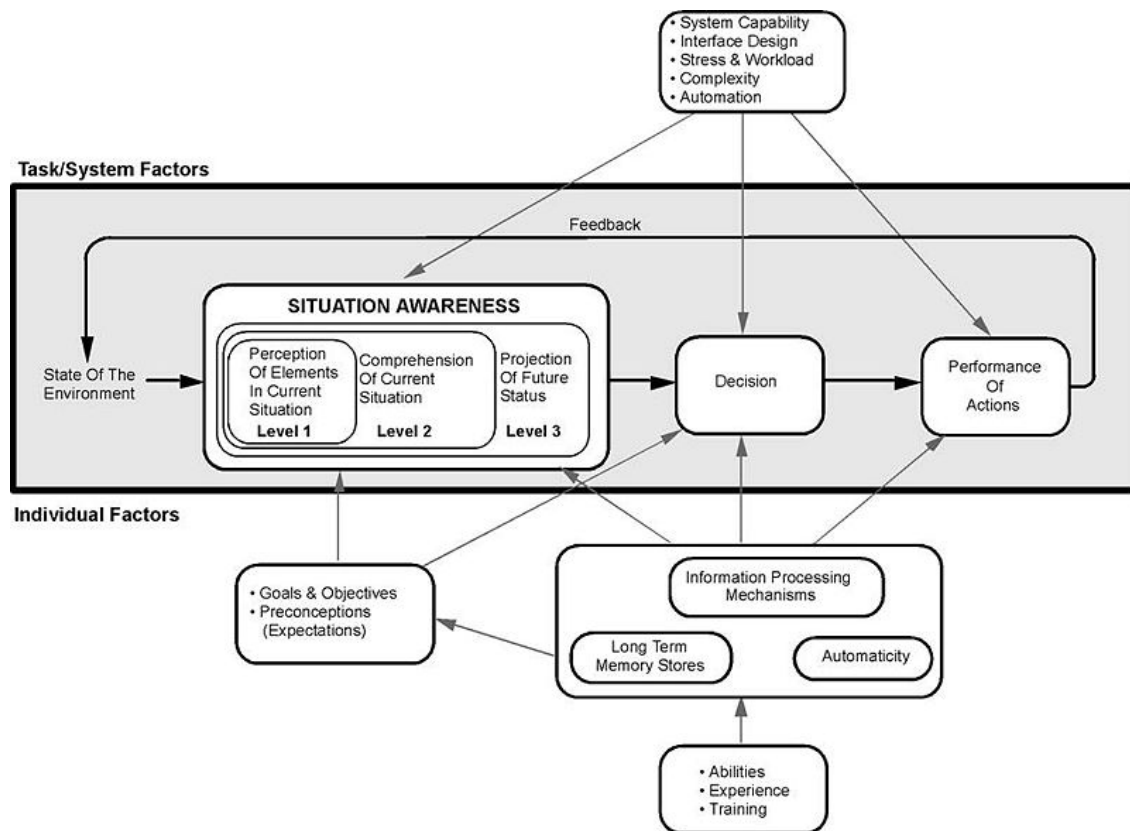 • System Capability
• Interface Design
• Stress & Workload
• Complexity
• Automation
Task/System Factors
Feedback
SITUATION AWARENESS
State Of The
Environment
Perception
Of Elements
In Current
Situation
Level 1
Comprehension
Of Current
Situation
Level 2
Projection
Of Future
Status
Level 3
Decision
Performance
Of
Actions
Individual Factors
• Goals & Objectives
• Preconceptions
(Expectations)
Information Processing
Mechanisms
Long Term
Memory Stores
Automaticity
• Abilities
• Experience
• Training